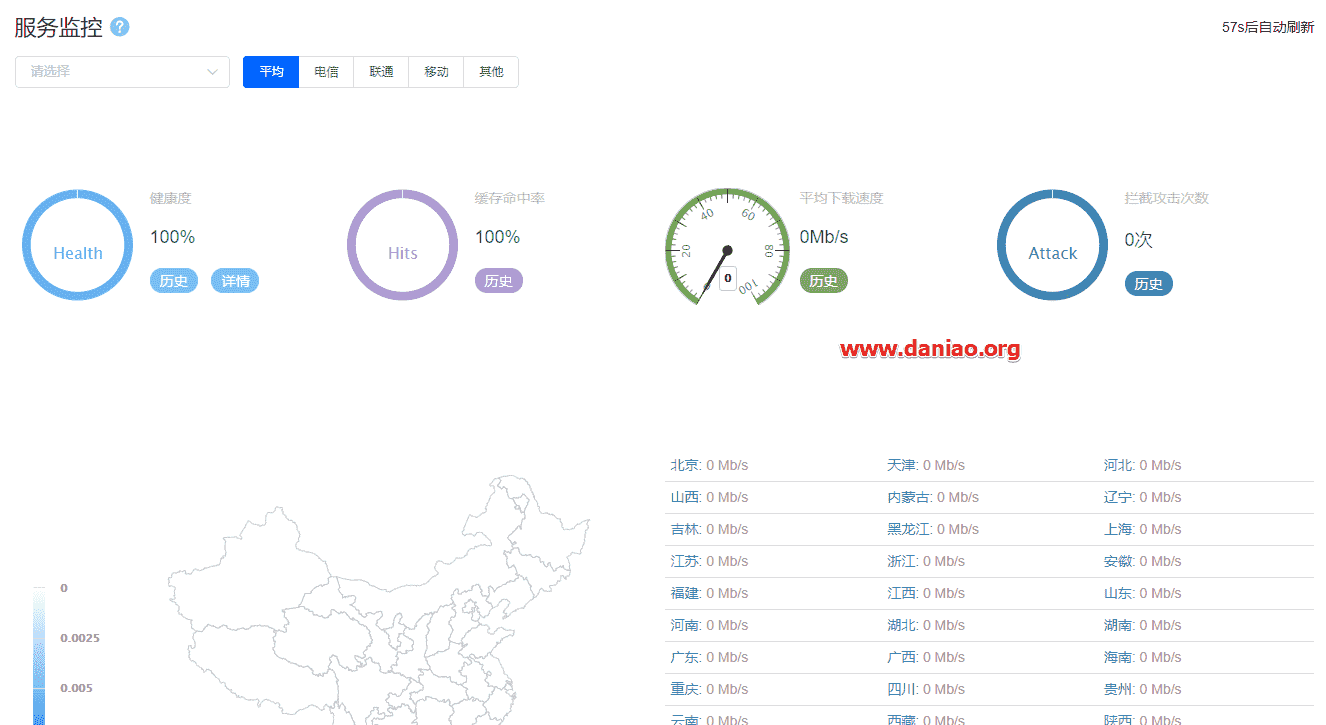 服务监控 ?
57s后自动刷新
请选择
平均 电信 联通 移动 其他
Health
健康度
100%
历史 详情
Hits
缓存命中率
100%
历史
0 20 40 60 80 100
0
平均下载速度
0Mb/s
历史
Attack
拦截攻击次数
0次
历史
www.daniao.org
0
0.0025
0.005
北京: 0 Mb/s 天津: 0 Mb/s 河北: 0 Mb/s
山西: 0 Mb/s 内蒙古: 0 Mb/s 辽宁: 0 Mb/s
吉林: 0 Mb/s 黑龙江: 0 Mb/s 上海: 0 Mb/s
江苏: 0 Mb/s 浙江: 0 Mb/s 安徽: 0 Mb/s
福建: 0 Mb/s 江西: 0 Mb/s 山东: 0 Mb/s
河南: 0 Mb/s 湖北: 0 Mb/s 湖南: 0 Mb/s
广东: 0 Mb/s 广西: 0 Mb/s 海南: 0 Mb/s
重庆: 0 Mb/s 四川: 0 Mb/s 贵州: 0 Mb/s
云南: 0 Mb/s 西藏: 0 Mb/s 陕西: 0 Mb/s